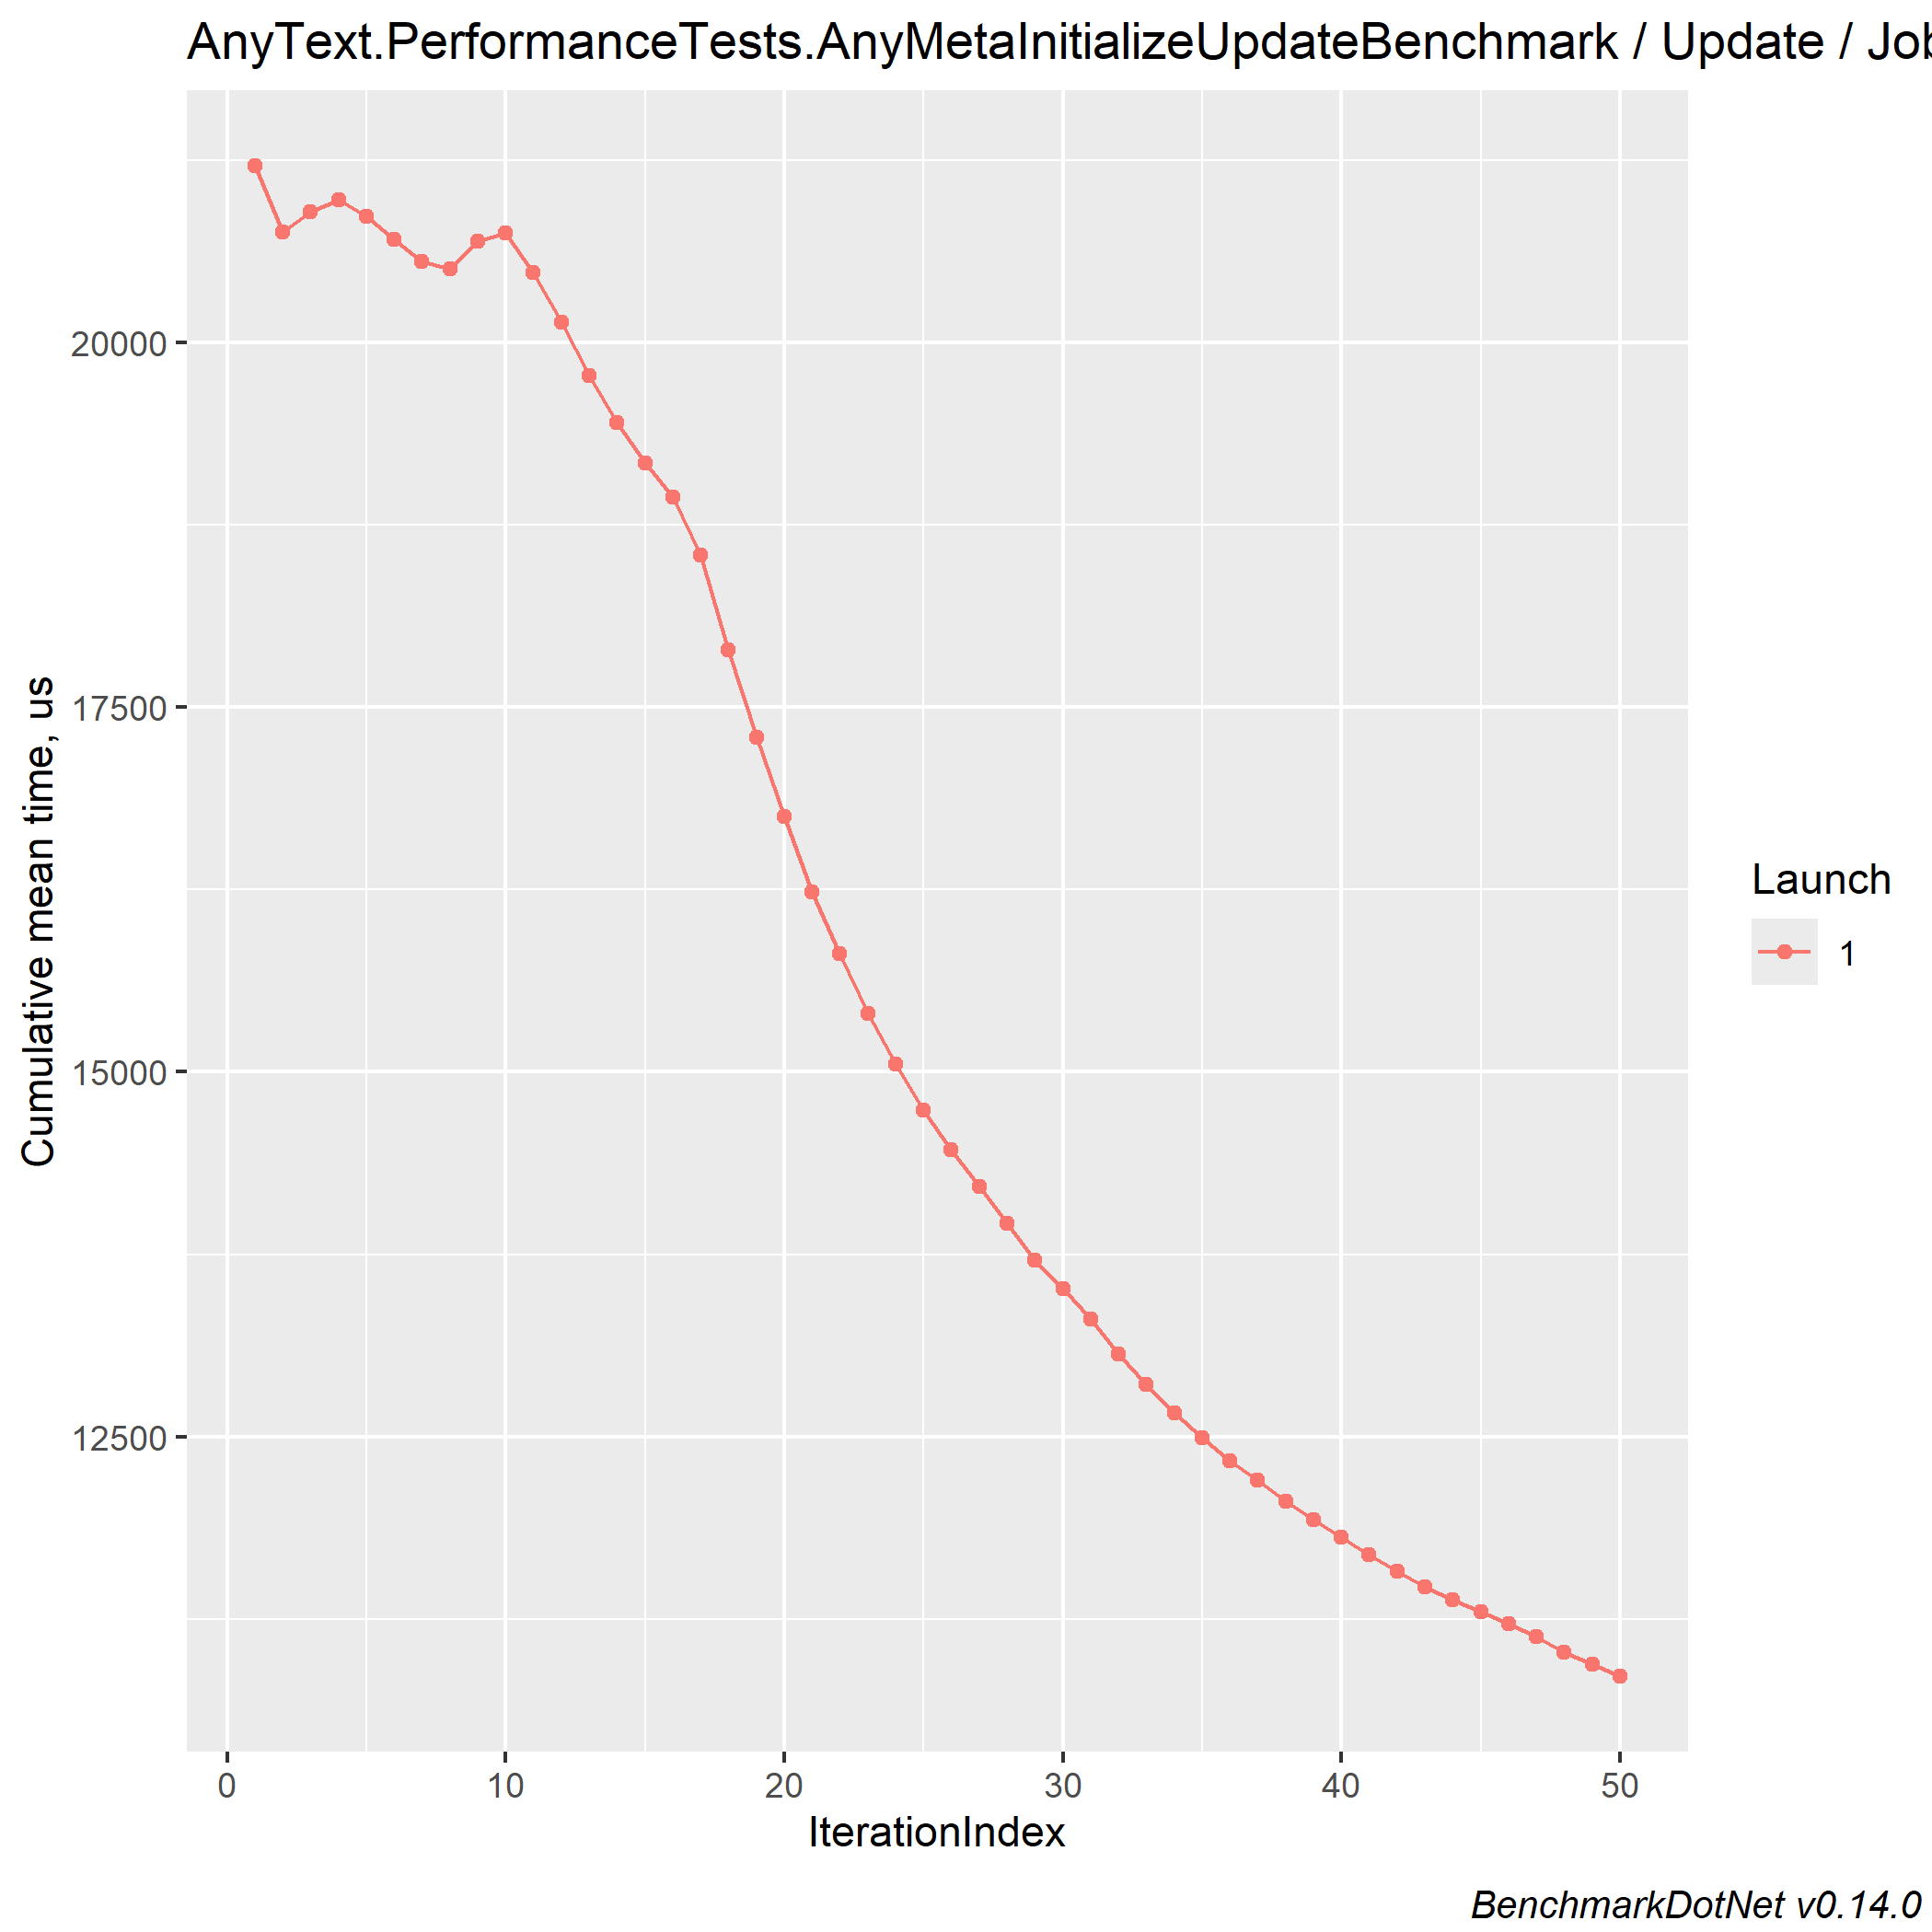 AnyText.PerformanceTests.AnyMetaInitializeUpdateBenchmark / Update / Job
Cumulative mean time, us
20000
17500
15000
12500
0 10 20 30 40 50
IterationIndex
Launch
1
BenchmarkDotNet v0.14.0